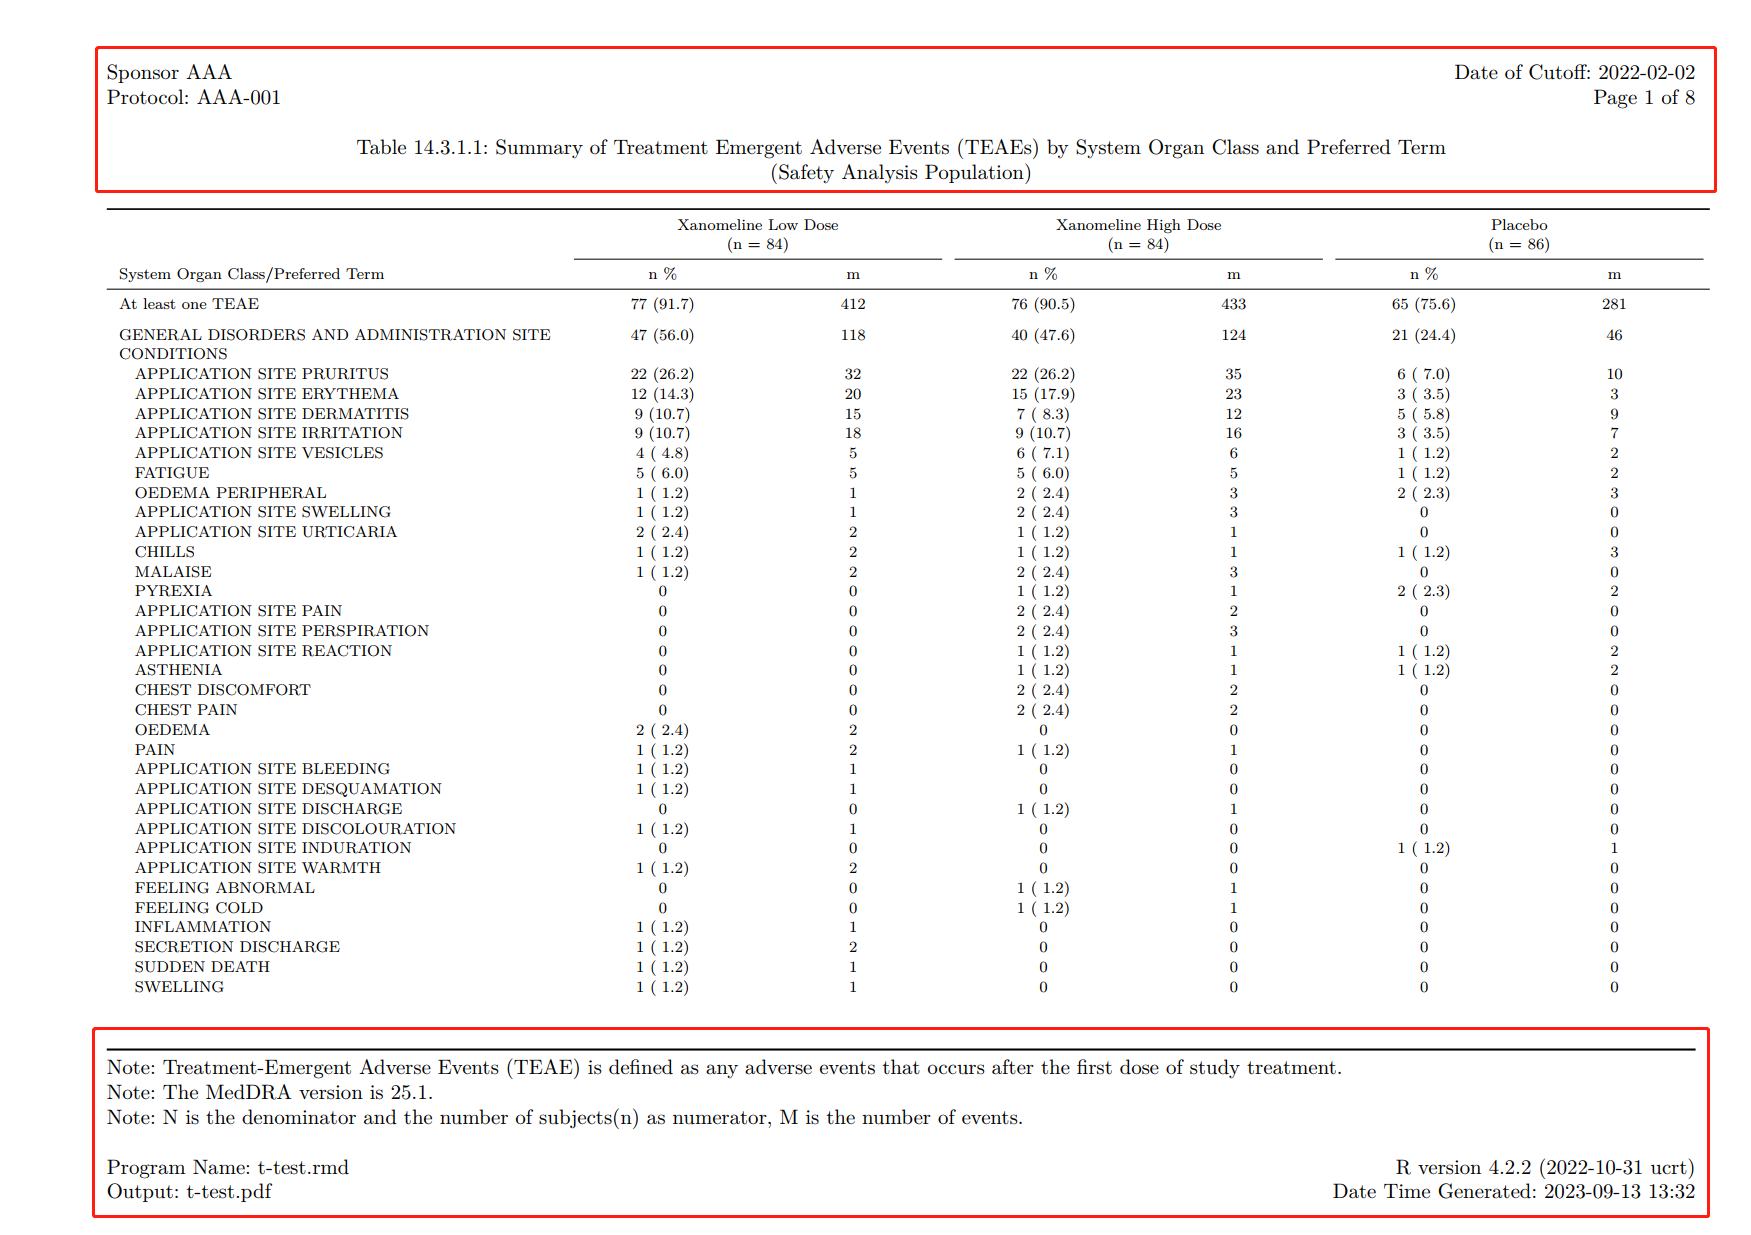 Sponsor AAA Date of Cutoff: 2022-02-02
Protocol: AAA-001 Page 1 of 8
Table 14.3.1.1: Summary of Treatment Emergent Adverse Events (TEAEs) by System Organ Class and Preferred Term
(Safety Analysis Population)
Xanomeline Low Dose Xanomeline High Dose Placebo
(n = 84) (n = 84) (n = 86)
System Organ Class/Preferred Term n % m n % m n % m
At least one TEAE 77 (91.7) 412 76 (90.5) 433 65 (75.6) 281
GENERAL DISORDERS AND ADMINISTRATION SITE 47 (56.0) 118 40 (47.6) 124 21 (24.4) 46
CONDITIONS
APPLICATION SITE PRURITUS 22 (26.2) 32 22 (26.2) 35 6 ( 7.0) 10
APPLICATION SITE ERYTHEMA 12 (14.3) 20 15 (17.9) 23 3 ( 3.5) 3
APPLICATION SITE DERMATITIS 9 (10.7) 15 7 ( 8.3) 12 5 ( 5.8) 9
APPLICATION SITE IRRITATION 9 (10.7) 18 9 (10.7) 16 3 ( 3.5) 7
APPLICATION SITE VESICLES 4 ( 4.8) 5 6 ( 7.1) 6 1 ( 1.2) 2
FATIGUE 5 ( 6.0) 5 5 ( 6.0) 5 1 ( 1.2) 2
OEDEMA PERIPHERAL 1 ( 1.2) 1 2 ( 2.4) 3 2 ( 2.3) 3
APPLICATION SITE SWELLING 1 ( 1.2) 1 2 ( 2.4) 3 0 0
APPLICATION SITE URTICARIA 2 ( 2.4) 2 1 ( 1.2) 1 0 0
CHILLS 1 ( 1.2) 2 1 ( 1.2) 1 1 ( 1.2) 3
MALAISE 1 ( 1.2) 2 2 ( 2.4) 3 0 0
PYREXIA 0 0 1 ( 1.2) 1 2 ( 2.3) 2
APPLICATION SITE PAIN 0 0 2 ( 2.4) 2 0 0
APPLICATION SITE PERSPIRATION 0 0 2 ( 2.4) 3 0 0
APPLICATION SITE REACTION 0 0 1 ( 1.2) 1 1 ( 1.2) 2
ASTHENIA 0 0 1 ( 1.2) 1 1 ( 1.2) 2
CHEST DISCOMFORT 0 0 2 ( 2.4) 2 0 0
CHEST PAIN 0 0 2 ( 2.4) 2 0 0
OEDEMA 2 ( 2.4) 2 0 0 0 0
PAIN 1 ( 1.2) 2 1 ( 1.2) 1 0 0
APPLICATION SITE BLEEDING 1 ( 1.2) 1 0 0 0 0
APPLICATION SITE DESQUAMATION 1 ( 1.2) 1 0 0 0 0
APPLICATION SITE DISCHARGE 0 0 1 ( 1.2) 1 0 0
APPLICATION SITE DISCOLOURATION 1 ( 1.2) 1 0 0 0 0
APPLICATION SITE INDURATION 0 0 0 0 1 ( 1.2) 1
APPLICATION SITE WARMTH 1 ( 1.2) 2 0 0 0 0
FEELING ABNORMAL 0 0 1 ( 1.2) 1 0 0
FEELING COLD 0 0 1 ( 1.2) 1 0 0
INFLAMMATION 1 ( 1.2) 1 0 0 0 0
SECRETION DISCHARGE 1 ( 1.2) 2 0 0 0 0
SUDDEN DEATH 1 ( 1.2) 1 0 0 0 0
SWELLING 1 ( 1.2) 1 0 0 0 0
Note: Treatment-Emergent Adverse Events (TEAE) is defined as any adverse events that occurs after the first dose of study treatment.
Note: The MedDRA version is 25.1.
Note: N is the denominator and the number of subjects(n) as numerator, M is the number of events.
Program Name: t-test.rmd R version 4.2.2 (2022-10-31 ucrt)
Output: t-test.pdf Date Time Generated: 2023-09-13 13:32